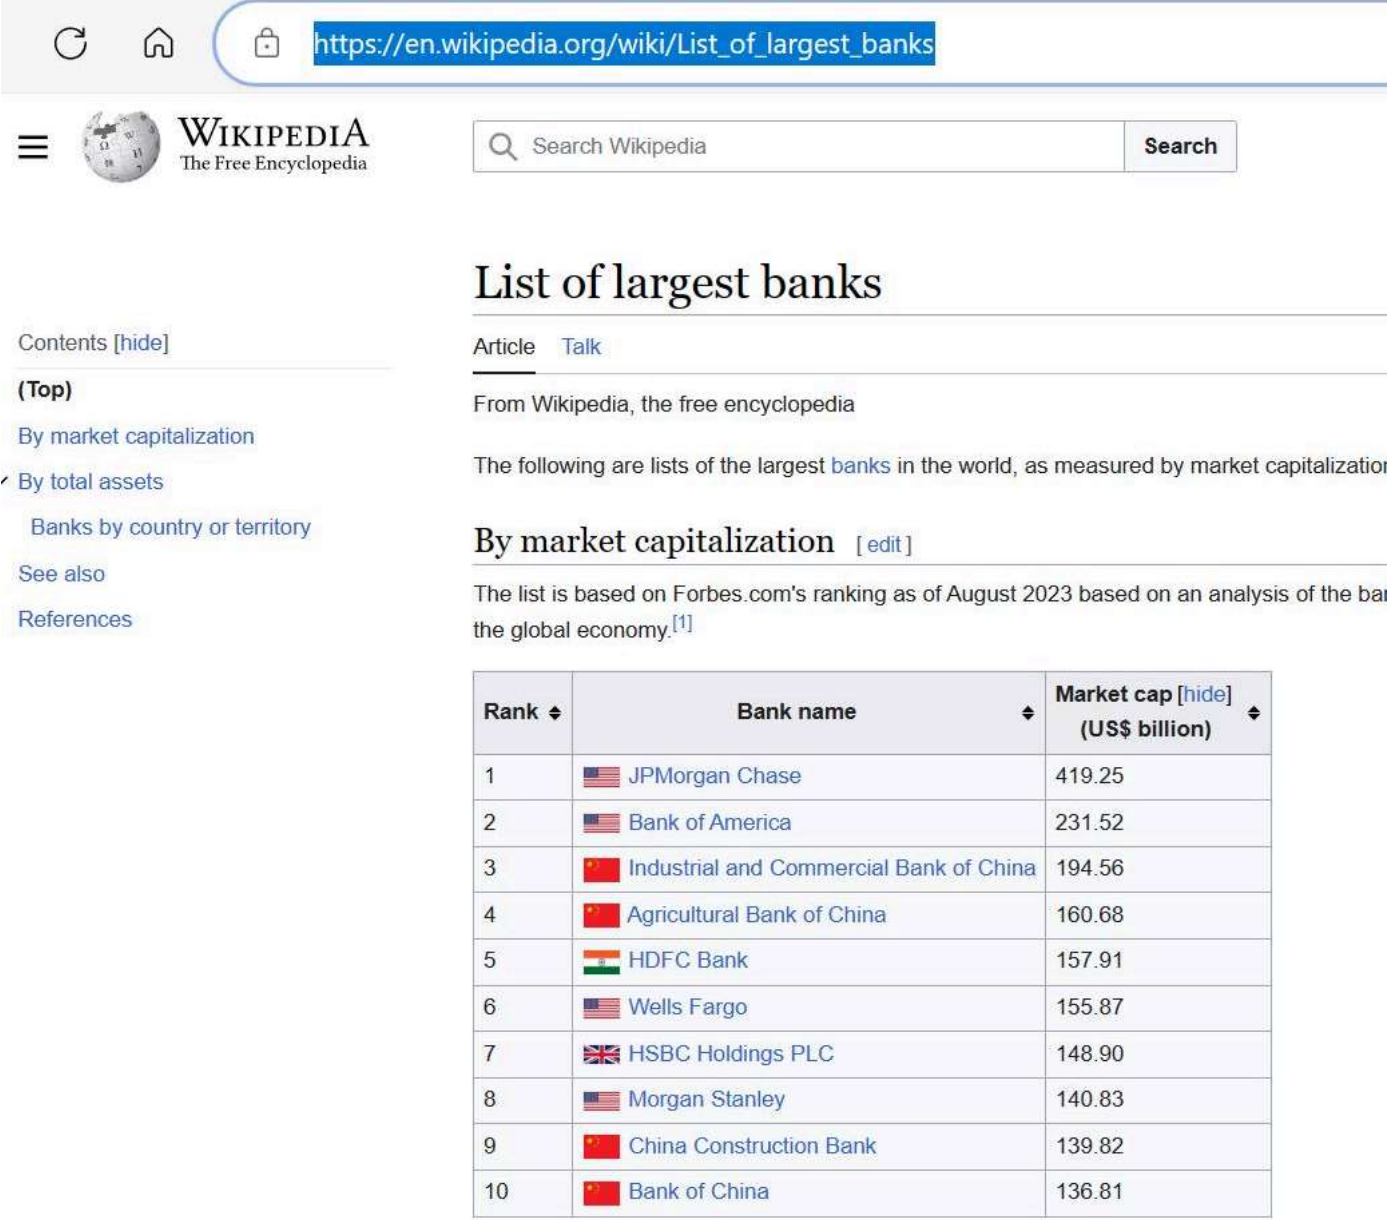 https://en.wikipedia.org/wiki/List_of_largest_banks
WIKIPEDIA
The Free Encyclopedia
Search Wikipedia
Search
List of largest banks
Contents [hide]
(Top)
By market capitalization
By total assets
Banks by country or territory
See also
References
Article Talk
From Wikipedia, the free encyclopedia
The following are lists of the largest banks in the world, as measured by market capitalization
By market capitalization [ edit ]
The list is based on Forbes.com's ranking as of August 2023 based on an analysis of the
the global economy.[1]
Rank Bank name Market cap [hide]
(US$ billion)
1 JPMorgan Chase 419.25
2 Bank of America 231.52
3 Industrial and Commercial Bank of China 194.56
4 Agricultural Bank of China 160.68
5 HDFC Bank 157.91
6 Wells Fargo 155.87
7 HSBC Holdings PLC 148.90
8 Morgan Stanley 140.83
9 China Construction Bank 139.82
10 Bank of China 136.81